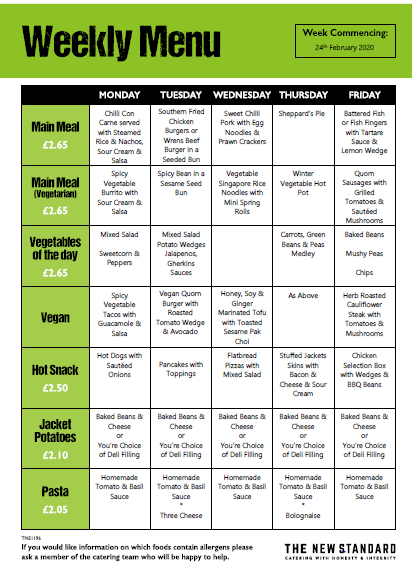 Weekly Menu
Week Commencing:
24th February 2020
MONDAY TUESDAY WEDNESDAY THURSDAY FRIDAY
Main Meal
£2.65
Chilli Con
Carne served
with Steamed
Rice & Nachos,
Sour Cream &
Salsa
Southern Fried
Chicken
Burgers or
Wrens Beef
Burger in a
Seeded Bun
Sweet Chilli
Pork with Egg
Noodles &
Prawn Crackers
Sheppard's Pie
Battered Fish
or Fish Fingers
with Tartare
Sauce &
Lemon Wedge
Main Meal
(Vegetarian)
£2.65
Spicy
Vegetable
Burrito with
Sour Cream &
Salsa
Spicy Bean in a
Sesame Seed
Bun
Vegetable
Singapore Rice
Noodles with
Mini Spring
Rolls
Winter
Vegetable Hot
Pot
Quorn
Sausages with
Grilled
Tomatoes &
Sautéed
Mushrooms
Vegetables
of the day
£2.65
Mixed Salad
Sweetcorn &
Peppers
Mixed Salad
Potato Wedges
Jalapenos,
Gherkins
Sauces
Carrots, Green
Beans & Peas
Medley
Baked Beans
Mushy Peas
Chips
Vegan
Spicy
Vegetable
Tacos with
Guacamole &
Salsa
Vegan Quorn
Burger with
Roasted
Tomato Wedge
& Avocado
Honey, Soy &
Ginger
Marinated Tofu
with Toasted
Sesame Pak
Choi
As Above
Herb Roasted
Cauliflower
Steak with
Tomatoes &
Mushrooms
Hot Snack
£2.50
Hot Dogs with
Sautéed
Onions
Pancakes with
Toppings
Flatbread
Pizzas with
Mixed Salad
Stuffed Jackets
Skins with
Bacon &
Cheese & Sour
Cream
Chicken
Selection Box
with Wedges &
BBQ Beans
Jacket
Potatoes
£2.10
Baked Beans &
Cheese
or
You're Choice
of Deli Filling
Baked Beans &
Cheese
or
You're Choice
of Deli Filling
Baked Beans &
Cheese
or
You're Choice
of Deli Filling
Baked Beans &
Cheese
or
You're Choice
of Deli Filling
Baked Beans &
Cheese
or
You're Choice
of Deli Filling
Pasta
£2.05
Homemade
Tomato & Basil
Sauce
Homemade
Tomato & Basil
Sauce
*
Three Cheese
Homemade
Tomato & Basil
Sauce
Homemade
Tomato & Basil
Sauce
*
Bolognaise
Homemade
Tomato & Basil
Sauce
TNS1196
If you would like information on which foods contain allergens please
ask a member of the catering team who will be happy to help.
THE NEW STANDARD
CATERING WITH HONESTY & INTEGRITY